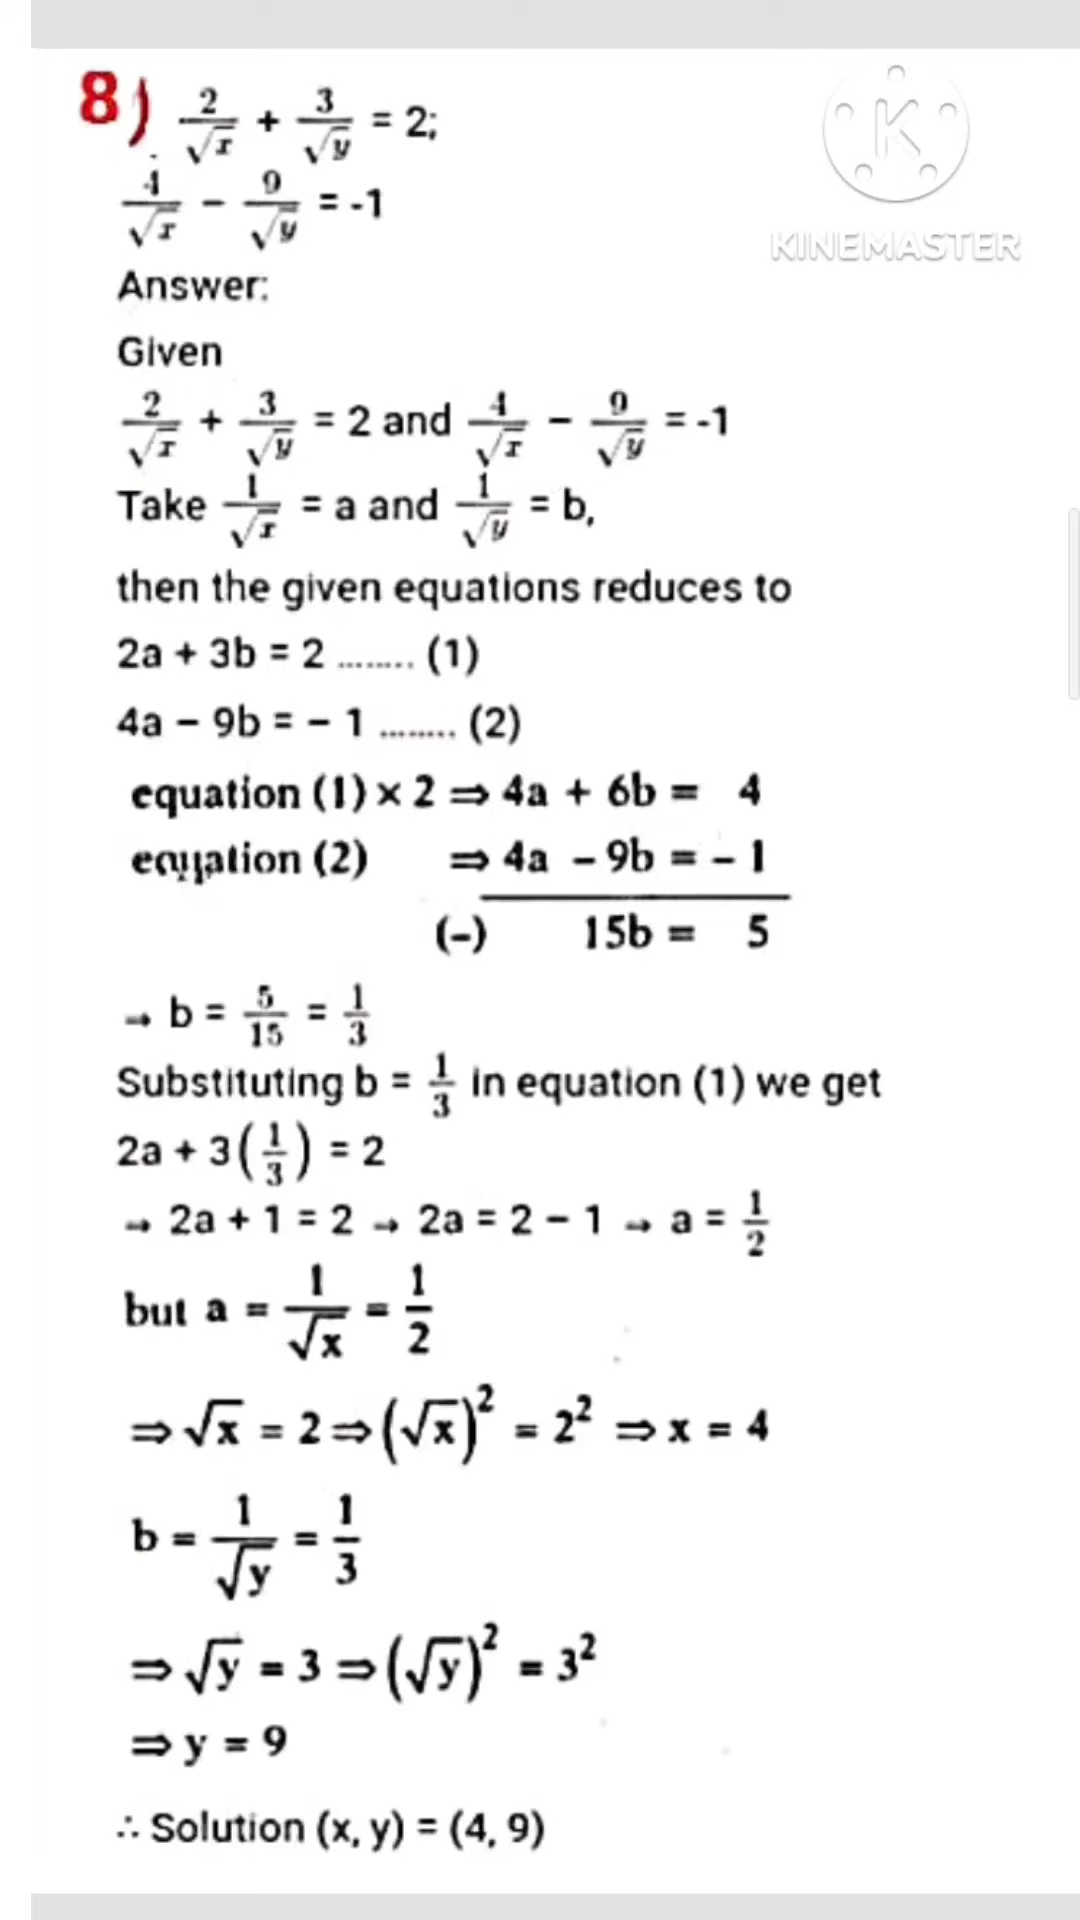 8) 2/√x + 3/√y = 2;
KINEMASTER
4/√x - 9/√y = -1
Answer:
Given
2/√x + 3/√y = 2 and 4/√x - 9/√y = -1
Take 1/√x = a and 1/√y = b,
then the given equations reduces to
2a + 3b = 2 ........ (1)
4a - 9b = - 1 ........ (2)
equation (1) × 2 ⇒ 4a + 6b = 4
equation (2) ⇒ 4a - 9b = - 1
(-) 15b = 5
→ b = 5/15 = 1/3
Substituting b = 1/3 in equation (1) we get
2a + 3(1/3) = 2
→ 2a + 1 = 2 → 2a = 2 - 1 → a = 1/2
but a = 1/√x = 1/2
⇒ √x = 2 ⇒ (√x)² = 2² ⇒ x = 4
b = 1/√y = 1/3
⇒ √y = 3 ⇒ (√y)² = 3²
⇒ y = 9
∴ Solution (x, y) = (4, 9)